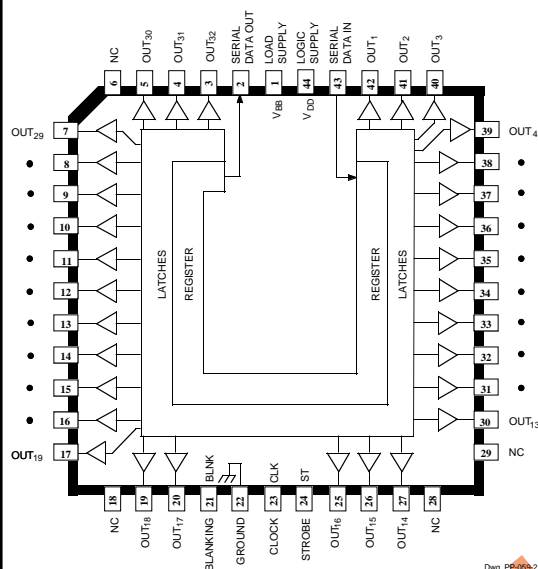 NC
OUT30
OUT31
OUT32
SERIAL
DATA OUT
LOAD
SUPPLY
LOGIC
SUPPLY
SERIAL
DATA IN
OUT1
OUT2
OUT3
6
5
4
3
2
1
44
43
42
41
40
VBB
VDD
OUT29
7
8
9
10
11
12
13
14
15
16
OUT19
17
LATCHES
REGISTER
REGISTER
LATCHES
39
OUT4
38
37
36
35
34
33
32
31
30
OUT13
29
NC
BLNK
CLK
ST
18
19
20
21
22
23
24
25
26
27
28
NC
OUT18
OUT17
BLANKING
GROUND
CLOCK
STROBE
OUT16
OUT15
OUT14
NC
Dwg. PP-059-2